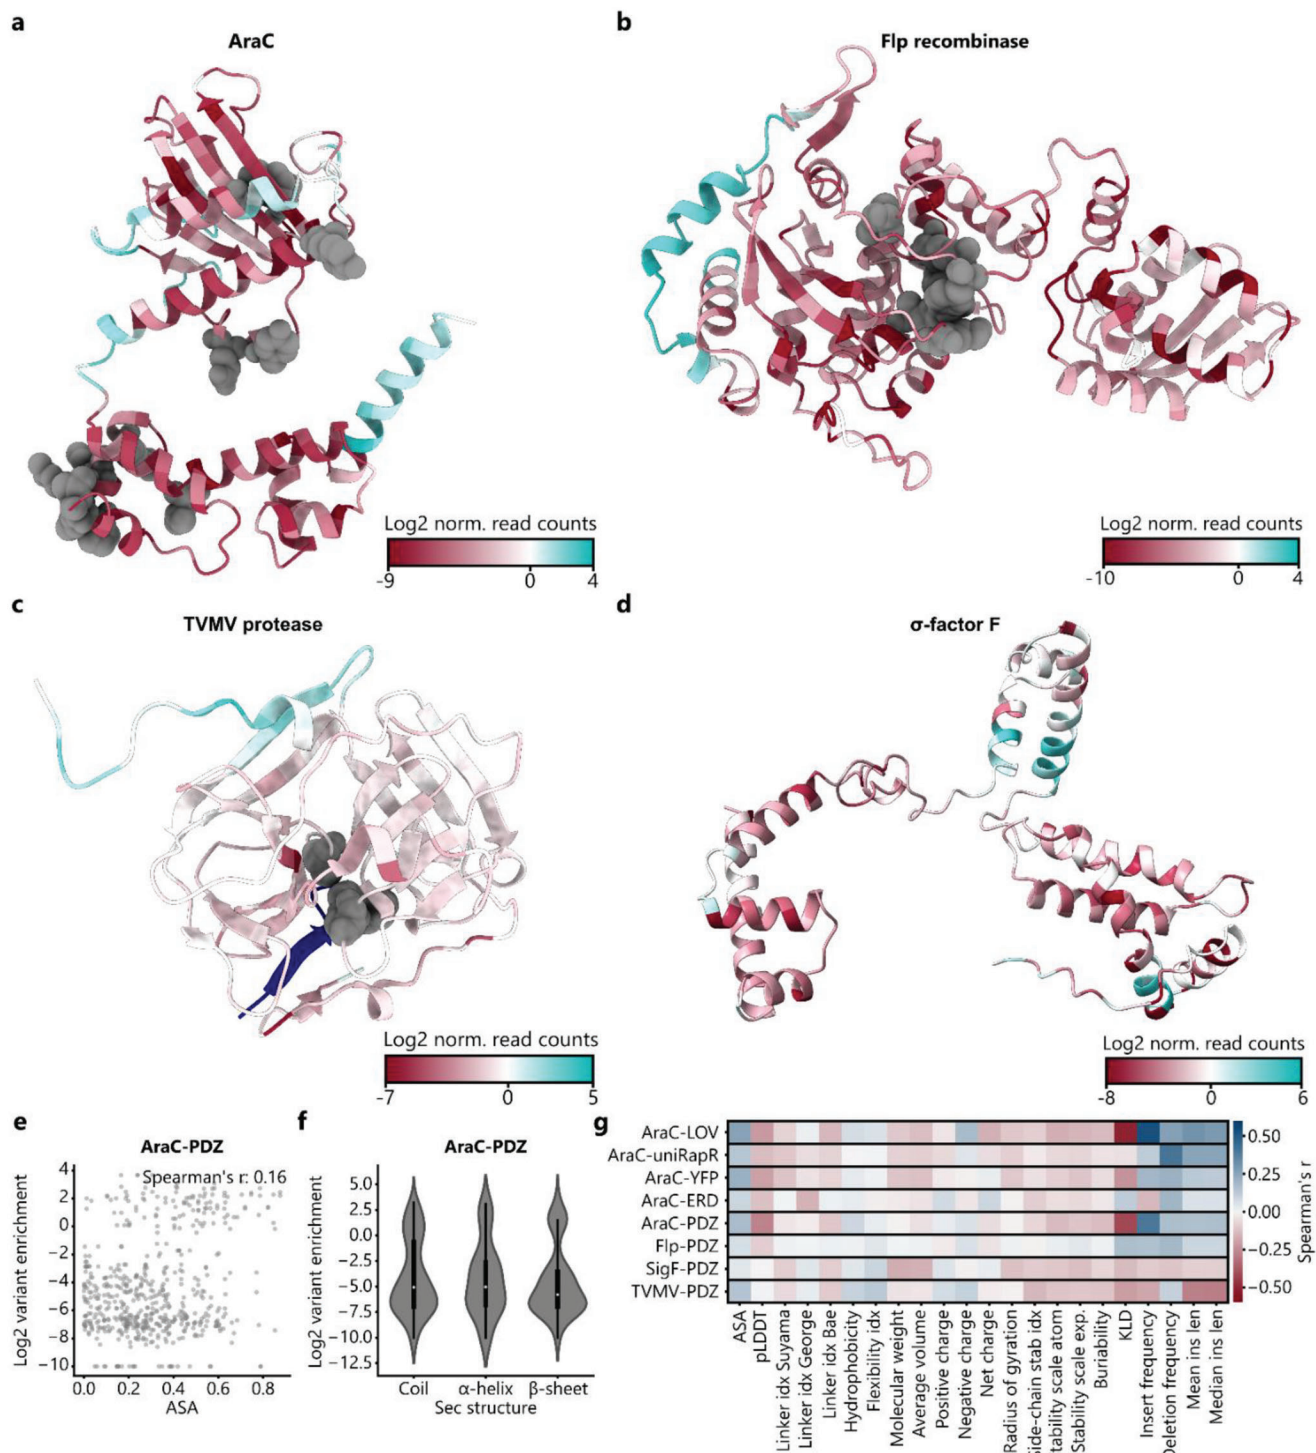 a
AraC
b
Flp recombinase
Log2 norm. read counts
-9 0 4
Log2 norm. read counts
-10 0 4
c
TVMV protease
d
σ-factor F
Log2 norm. read counts
-7 0 5
Log2 norm. read counts
-8 0 6
e
AraC-PDZ
Spearman's r: 0.16
Log2 variant enrichment
4
2
0
−2
−4
−6
−8
−10
0.0 0.2 0.4 0.6 0.8
ASA
f
AraC-PDZ
Log2 variant enrichment
5.0
2.5
0.0
−2.5
−5.0
−7.5
−10.0
−12.5
Coil α-helix β-sheet
Sec structure
g
AraC-LOV
AraC-uniRapR
AraC-YFP
AraC-ERD
AraC-PDZ
Flp-PDZ
SigF-PDZ
TVMV-PDZ
ASA
pLDDT
Linker idx Suyama
Linker idx George
Linker idx Bae
Hydrophobicity
Flexibility idx
Molecular weight
Average volume
Positive charge
Negative charge
Net charge
Radius of gyration
Side-chain stab idx
Stability scale atom
Stability scale exp.
Buriability
KLD
Insert frequency
Deletion frequency
Mean ins len
Median ins len
0.50
0.25
0.00
−0.25
−0.50
Spearman's r